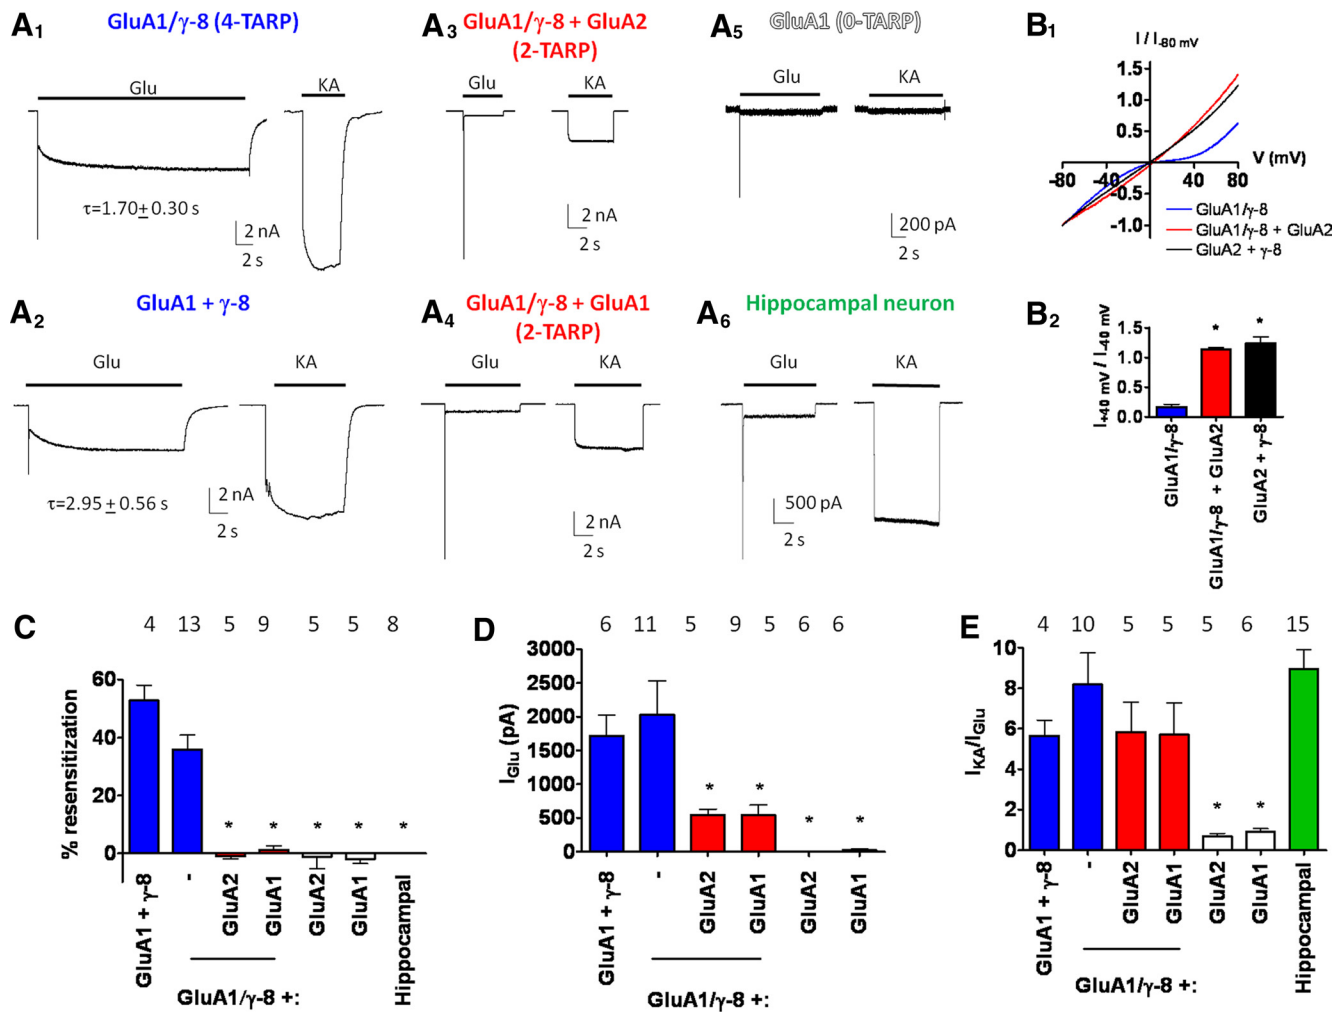 A1
GluA1/γ-8 (4-TARP)
Glu
KA
τ=1.70± 0.30 s
2 nA
2 s
A3
GluA1/γ-8 + GluA2
(2-TARP)
Glu
KA
2 nA
2 s
A5
GluA1 (0-TARP)
Glu
KA
200 pA
2 s
B1
I / I-80 mV
1.5
1.0
0.5
V (mV)
-80
-40
40
80
-0.5
-1.0
GluA1/γ-8
GluA1/γ-8 + GluA2
GluA2 + γ-8
A2
GluA1 + γ-8
Glu
KA
τ=2.95 ± 0.56 s
2 nA
2 s
A4
GluA1/γ-8 + GluA1
(2-TARP)
Glu
KA
2 nA
2 s
A6
Hippocampal neuron
Glu
KA
500 pA
2 s
B2
I+40 mV / I-40 mV
1.5
1.0
0.5
0.0
* *
GluA1/γ-8
GluA1/γ-8 + GluA2
GluA2 + γ-8
C
4 13 5 9 5 5 8
% resensitization
60
40
20
0
* * * * *
GluA1 + γ-8
-
GluA2
GluA1
GluA2
GluA1
Hippocampal
GluA1/γ-8 +:
D
6 11 5 9 5 6 6
IGlu (pA)
3000
2500
2000
1500
1000
500
0
* * * *
GluA1 + γ-8
-
GluA2
GluA1
GluA2
GluA1
GluA1/γ-8 +:
E
4 10 5 5 5 6 15
IKA/IGlu
10
8
6
4
2
0
* *
GluA1 + γ-8
-
GluA2
GluA1
GluA2
GluA1
Hippocampal
GluA1/γ-8 +: